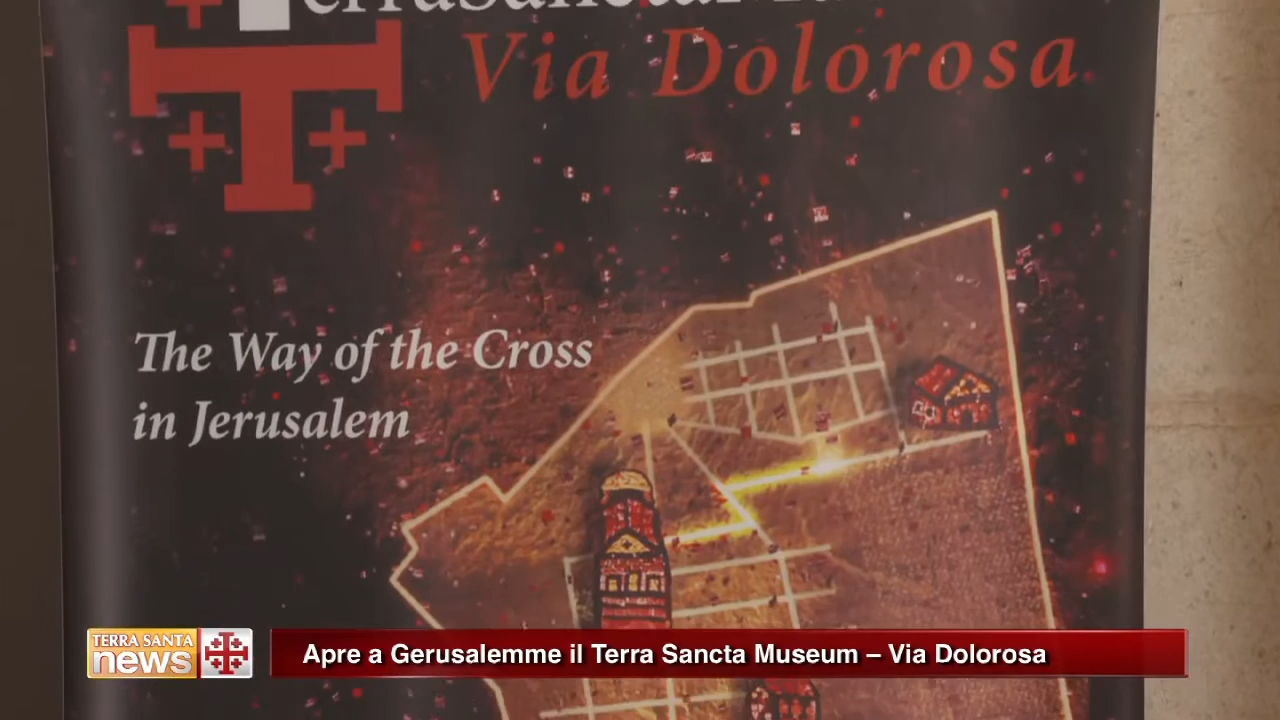 Via Dolorosa
The Way of the Cross
in Jerusalem
TERRA SANTA
news
Apre a Gerusalemme il Terra Sancta Museum – Via Dolorosa